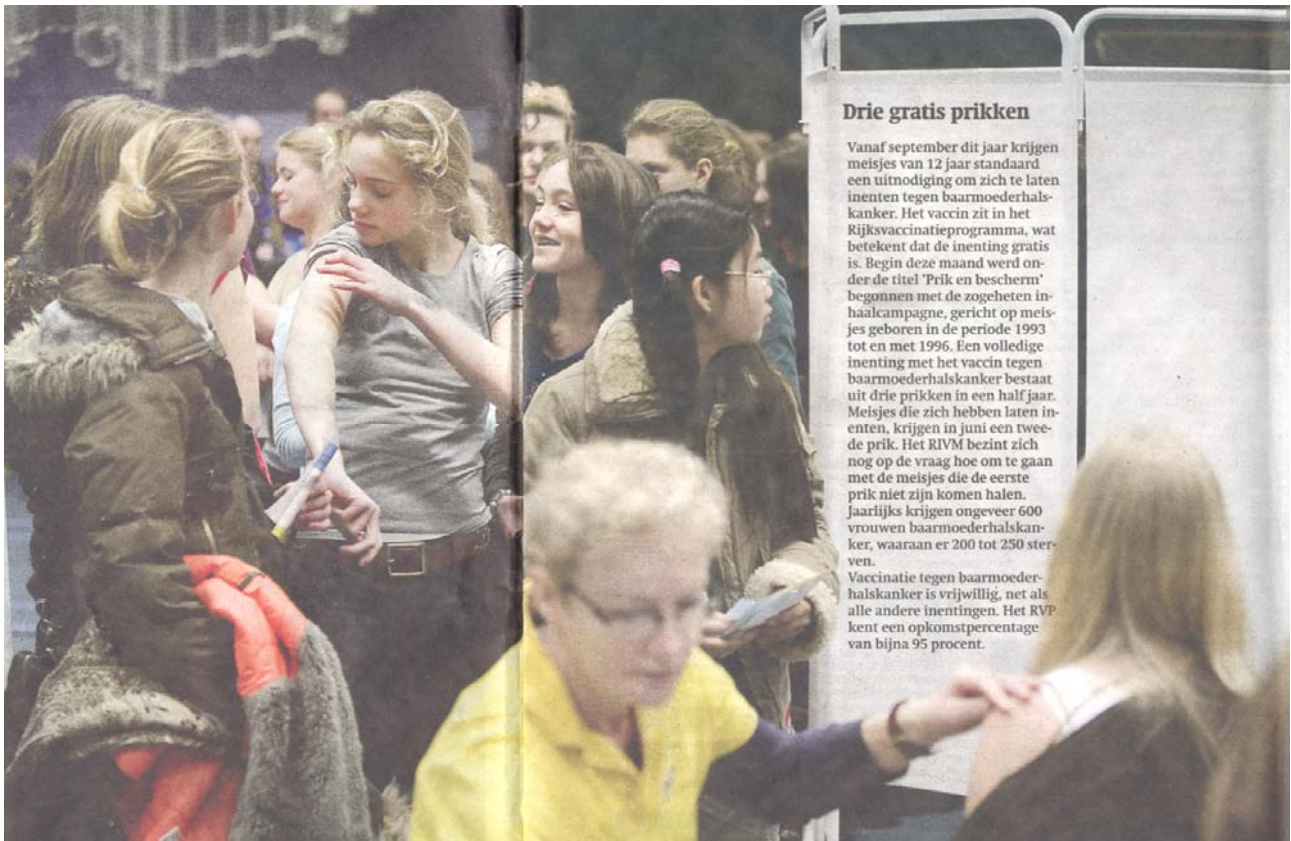 Drie gratis prikken
Vanaf september dit jaar krijgen
meisjes van 12 jaar standaard
een uitnodiging om zich te laten
inenten tegen baarmoederhals-
kanker. Het vaccin zit in het
Rijksvaccinatieprogramma, wat
betekent dat de inenting gratis
is. Begin deze maand werd on-
der de titel 'Prik en bescherm'
begonnen met de zogeheten in-
haalcampagne, gericht op meis-
jes geboren in de periode 1993
tot en met 1996. Een volledige
inenting met het vaccin tegen
baarmoederhalskanker bestaat
uit drie prikken in een half jaar.
Meisjes die zich hebben laten in-
enten, krijgen in juni een twee-
de prik. Het RIVM bezint zich
nog op de vraag hoe om te gaan
met de meisjes die de eerste
prik niet zijn komen halen.
Jaarlijks krijgen ongeveer 600
vrouwen baarmoederhalskan-
ker, waaraan er 200 tot 250 ster-
ven.
Vaccinatie tegen baarmoeder-
halskanker is vrijwillig, net als
alle andere inentingen. Het RVP
kent een opkomstpercentage
van bijna 95 procent.